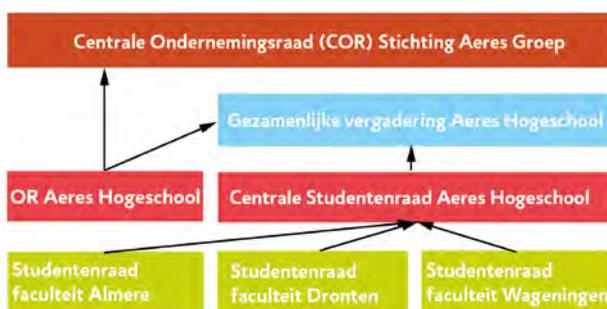 Centrale Ondernemingsraad (COR) Stichting Aeres Groep
Gezamenlijke vergadering Aeres Hogeschool
OR Aeres Hogeschool
Centrale Studentenraad Aeres Hogeschool
Studentenraad
faculteit Almere
Studentenraad
faculteit Dronten
Studentenraad
faculteit Wageningen